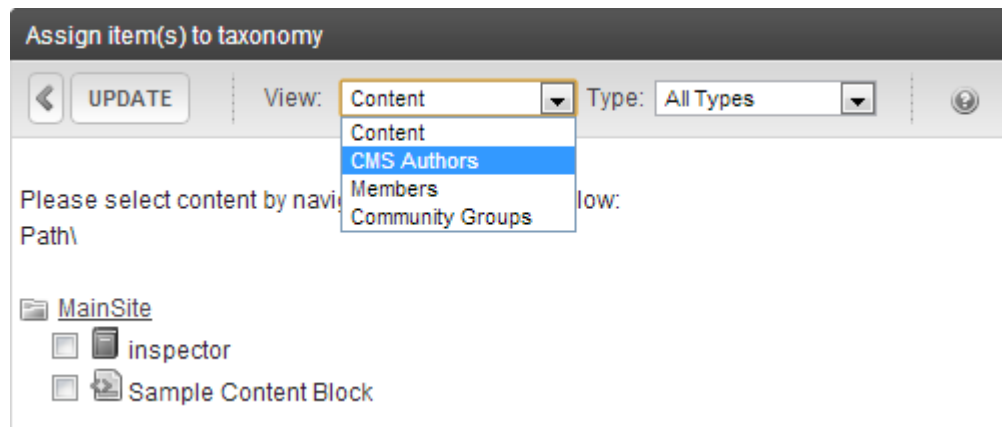 Assign item(s) to taxonomy
UPDATE View: Content Type: All Types
Content
CMS Authors
Members
Community Groups
Please select content by navi low:
Path\
MainSite
inspector
Sample Content Block